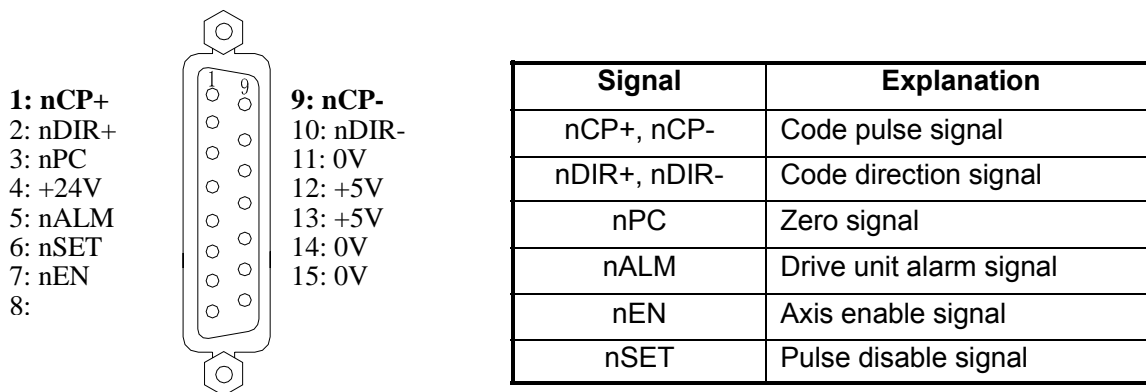 1: nCP+
2: nDIR+
3: nPC
4: +24V
5: nALM
6: nSET
7: nEN
8:
1
9
9: nCP-
10: nDIR-
11: 0V
12: +5V
13: +5V
14: 0V
15: 0V
Signal Explanation
nCP+, nCP- Code pulse signal
nDIR+, nDIR- Code direction signal
nPC Zero signal
nALM Drive unit alarm signal
nEN Axis enable signal
nSET Pulse disable signal